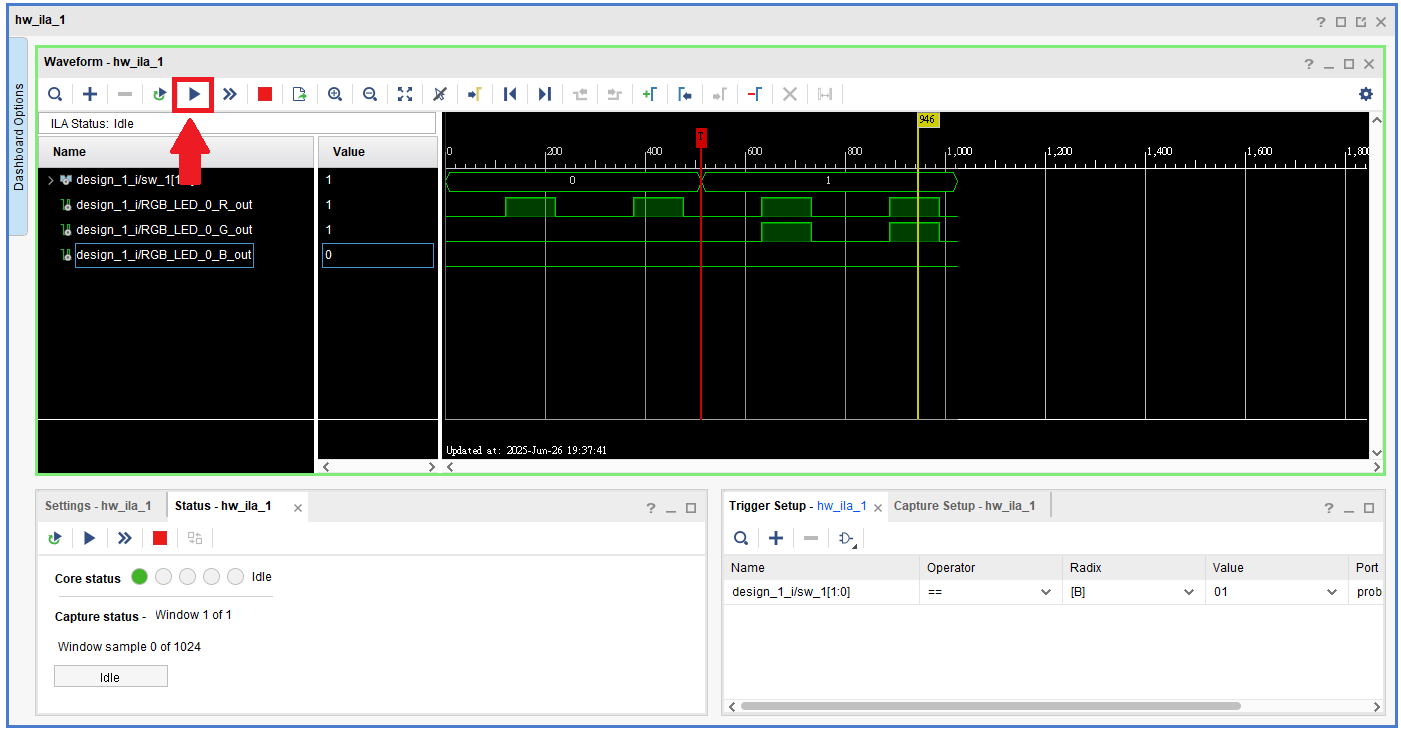 hw_ila_1
Dashboard Options
Waveform - hw_ila_1
ILA Status: Idle
Name
Value
design_1_i/sw_1[1
1
design_1_i/RGB_LED_0_R_out
1
design_1_i/RGB_LED_0_G_out
1
design_1_i/RGB_LED_0_B_out
0
946
T
0 200 400 600 800 1,000 1,200 1,400 1,600 1,80
0 1
Updated at: 2025-Jun-26 19:37:41
Settings - hw_ila_1
Status - hw_ila_1
Core status
Idle
Capture status - Window 1 of 1
Window sample 0 of 1024
Idle
Trigger Setup - hw_ila_1
Capture Setup - hw_ila_1
Name Operator Radix Value Port
design_1_i/sw_1[1:0] == [B] 01 prob